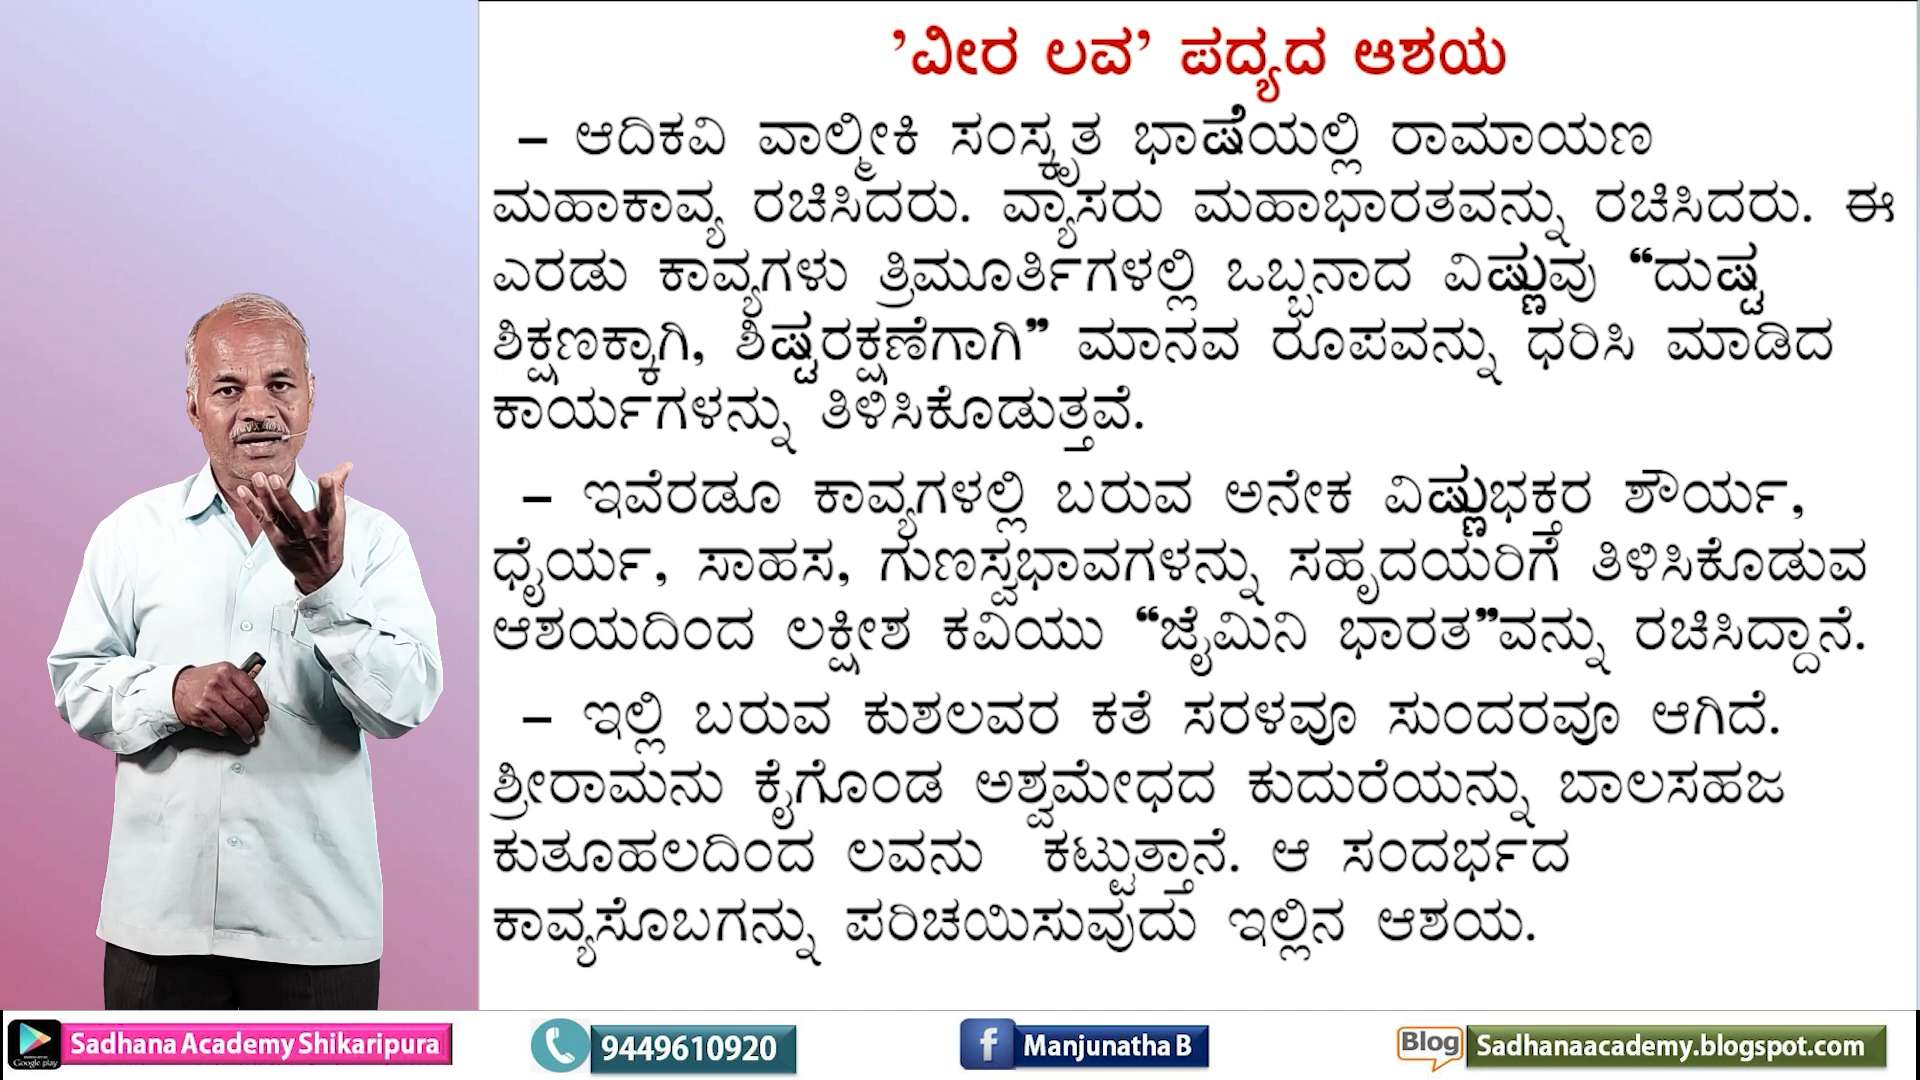 ’ವೀರ ಲವ’ ಪದ್ಯದ ಆಶಯ
– ಆದಿಕವಿ ವಾಲ್ಮೀಕಿ ಸಂಸ್ಕೃತ ಭಾಷೆಯಲ್ಲಿ ರಾಮಾಯಣ
ಮಹಾಕಾವ್ಯ ರಚಿಸಿದರು. ವ್ಯಾಸರು ಮಹಾಭಾರತವನ್ನು ರಚಿಸಿದರು. ಈ
ಎರಡು ಕಾವ್ಯಗಳು ತ್ರಿಮೂರ್ತಿಗಳಲ್ಲಿ ಒಬ್ಬನಾದ ವಿಷ್ಣುವು “ದುಷ್ಟ
ಶಿಕ್ಷಣಕ್ಕಾಗಿ, ಶಿಷ್ಟರಕ್ಷಣೆಗಾಗಿ” ಮಾನವ ರೂಪವನ್ನು ಧರಿಸಿ ಮಾಡಿದ
ಕಾರ್ಯಗಳನ್ನು ತಿಳಿಸಿಕೊಡುತ್ತವೆ.
– ಇವೆರಡೂ ಕಾವ್ಯಗಳಲ್ಲಿ ಬರುವ ಅನೇಕ ವಿಷ್ಣುಭಕ್ತರ ಶೌರ್ಯ,
ಧೈರ್ಯ, ಸಾಹಸ, ಗುಣಸ್ವಭಾವಗಳನ್ನು ಸಹೃದಯರಿಗೆ ತಿಳಿಸಿಕೊಡುವ
ಆಶಯದಿಂದ ಲಕ್ಷ್ಮೀಶ ಕವಿಯು “ಜೈಮಿನಿ ಭಾರತ”ವನ್ನು ರಚಿಸಿದ್ದಾನೆ.
– ಇಲ್ಲಿ ಬರುವ ಕುಶಲವರ ಕತೆ ಸರಳವೂ ಸುಂದರವೂ ಆಗಿದೆ.
ಶ್ರೀರಾಮನು ಕೈಗೊಂಡ ಅಶ್ವಮೇಧದ ಕುದುರೆಯನ್ನು ಬಾಲಸಹಜ
ಕುತೂಹಲದಿಂದ ಲವನು ಕಟ್ಟುತ್ತಾನೆ. ಆ ಸಂದರ್ಭದ
ಕಾವ್ಯಸೊಬಗನ್ನು ಪರಿಚಯಿಸುವುದು ಇಲ್ಲಿನ ಆಶಯ.
Google play
Sadhana Academy Shikaripura
9449610920
f Manjunatha B
Blog Sadhanaacademy.blogspot.com